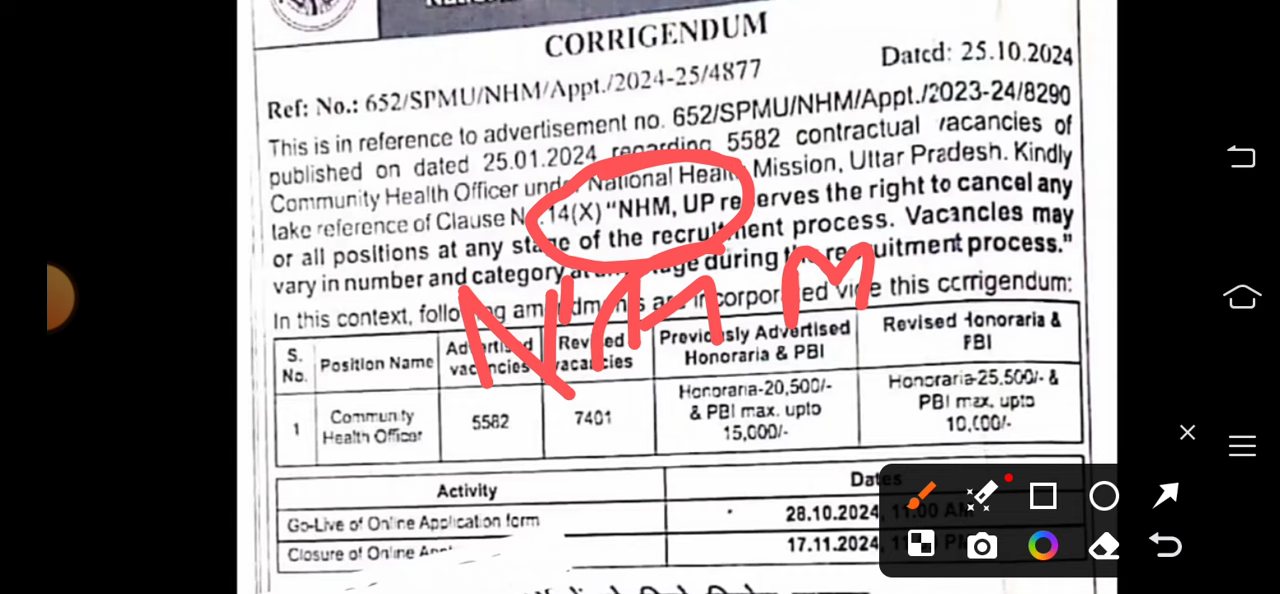 CORRIGENDUM
Ref: No.: 652/SPMU/NHM/Appt./2024-25/4877
Dated: 25.10.2024
This is in reference to advertisement no. 652/SPMU/NHM/Appt./2023-24/8290
published on dated 25.01.2024 regarding 5582 contractual vacancies of
Community Health Officer under National Health Mission, Uttar Pradesh. Kindly
take reference of Clause No.14(X) "NHM, UP reserves the right to cancel any
or all positions at any stage of the recruitment process. Vacancies may
vary in number and category at any stage during the recruitment process."
In this context, following amendments are incorporated vide this corrigendum:
NHM
S. No. Position Name Advertised vacancies Revised vacancies Previously Advertised Honoraria & PBI Revised Honoraria & PBI
1 Community Health Officer 5582 7401 Honoraria-20,500/- & PBI max. upto 15,000/- Honoraria-25,500/- & PBI max. upto 10,000/-
Activity Dates
Go-Live of Online Application form 28.10.2024, 11:00 AM
Closure of Online 17.11.2024,